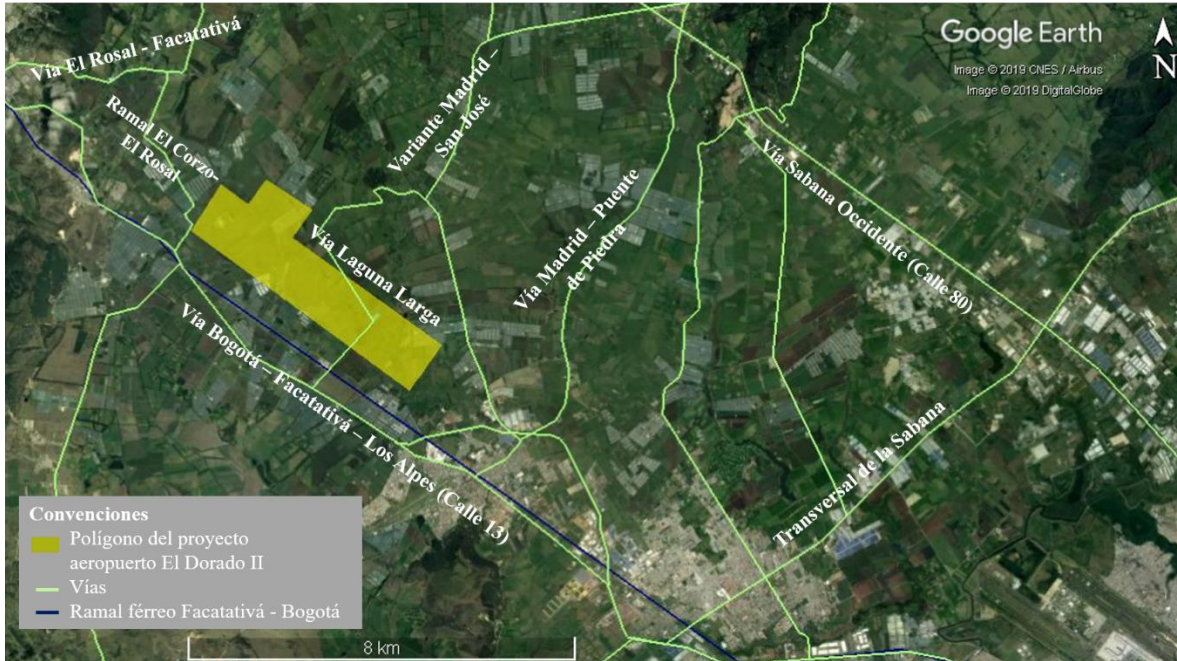 Google Earth
Image © 2019 CNES / Airbus
Image © 2019 DigitalGlobe
N
Vía El Rosal - Facatativá
Ramal El Corzo-
El Rosal
Variante Madrid –
San José
Vía Laguna Larga
Vía Madrid – Puente
de Piedra
Vía Sabana Occidente (Calle 80)
Vía Bogotá – Facatativá – Los Alpes (Calle 13)
Transversal de la Sabana
Convenciones
Polígono del proyecto
aeropuerto El Dorado II
Vías
Ramal férreo Facatativá - Bogotá
8 km